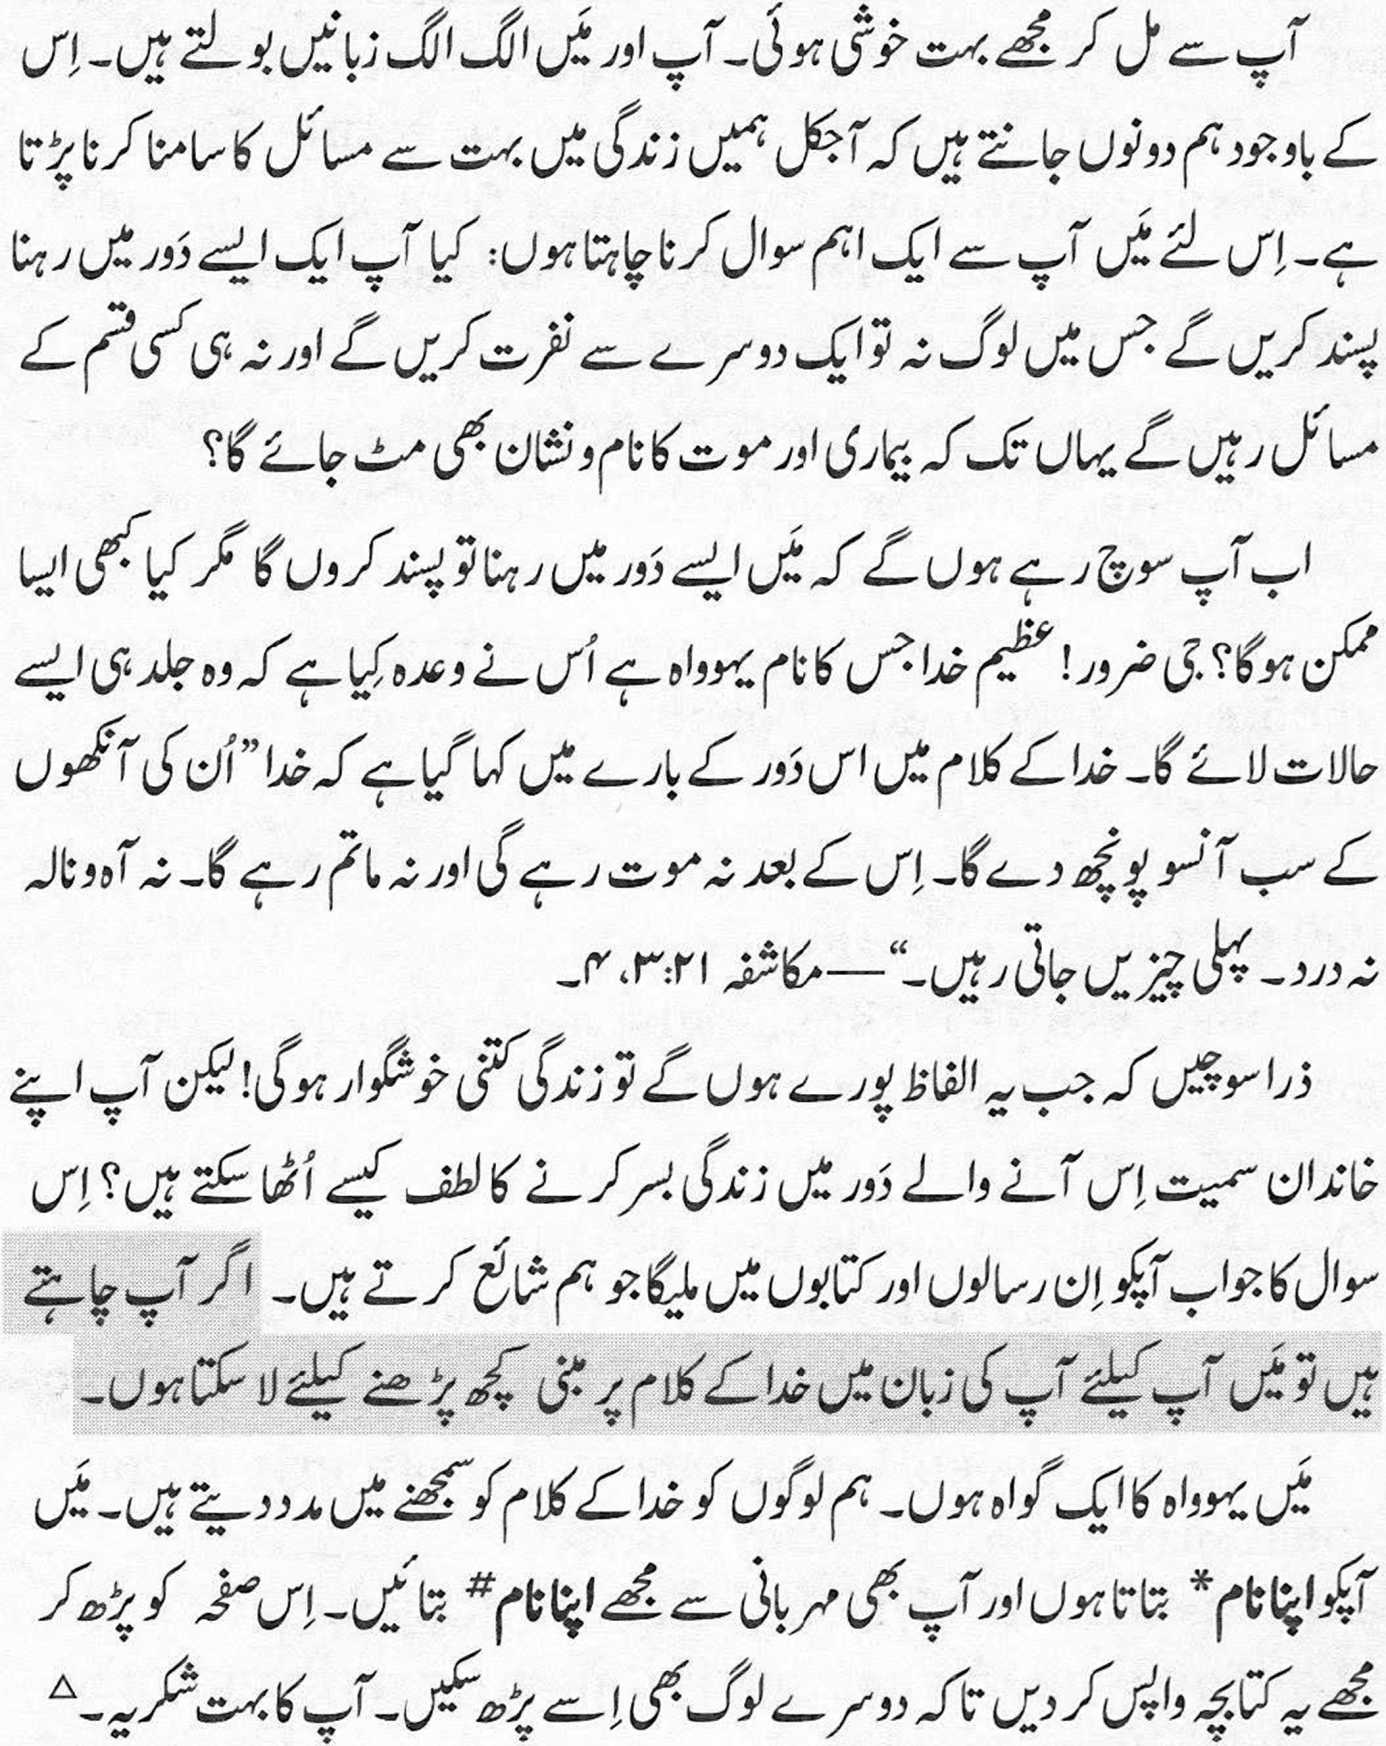 آپ سے مل کر مجھے بہت خوشی ہوئی۔ آپ اور مَیں الگ الگ زبانیں بولتے ہیں۔ اِس
کے باوجود ہم دونوں جانتے ہیں کہ آجکل ہمیں زندگی میں بہت سے مسائل کا سامنا کرنا پڑتا
ہے۔ اِس لئے مَیں آپ سے ایک اہم سوال کرنا چاہتا ہوں: کیا آپ ایک ایسے دَور میں رہنا
پسند کریں گے جس میں لوگ نہ تو ایک دوسرے سے نفرت کریں گے اور نہ ہی کسی قسم کے
مسائل رہیں گے یہاں تک کہ بیماری اور موت کا نام و نشان بھی مٹ جائے گا؟
اب آپ سوچ رہے ہوں گے کہ مَیں ایسے دَور میں رہنا تو پسند کروں گا مگر کیا کبھی ایسا
ممکن ہوگا؟ جی ضرور! عظیم خدا جس کا نام یہوواہ ہے اُس نے وعدہ کِیا ہے کہ وہ جلد ہی ایسے
حالات لائے گا۔ خدا کے کلام میں اس دَور کے بارے میں کہا گیا ہے کہ خدا ”اُن کی آنکھوں
کے سب آنسو پونچھ دے گا۔ اِس کے بعد نہ موت رہے گی اور نہ ماتم رہے گا۔ نہ آہ و نالہ
نہ درد۔ پہلی چیزیں جاتی رہیں۔“—مکاشفہ ۲۱:۳، ۴۔
ذرا سوچیں کہ جب یہ الفاظ پورے ہوں گے تو زندگی کتنی خوشگوار ہوگی! لیکن آپ اپنے
خاندان سمیت اِس آنے والے دَور میں زندگی بسر کرنے کا لطف کیسے اُٹھا سکتے ہیں؟ اِس
سوال کا جواب آپکو اِن رسالوں اور کتابوں میں ملیگا جو ہم شائع کرتے ہیں۔ اگر آپ چاہتے
ہیں تو مَیں آپ کیلئے آپ کی زبان میں خدا کے کلام پر مبنی کچھ پڑھنے کیلئے لا سکتا ہوں۔
مَیں یہوواہ کا ایک گواہ ہوں۔ ہم لوگوں کو خدا کے کلام کو سمجھنے میں مدد دیتے ہیں۔ مَیں
آپکو اپنا نام* بتاتا ہوں اور آپ بھی مہربانی سے مجھے اپنا نام# بتائیں۔ اِس صفحہ کو پڑھ کر
مجھے یہ کتابچہ واپس کر دیں تاکہ دوسرے لوگ بھی اِسے پڑھ سکیں۔ آپ کا بہت شکریہ۔△